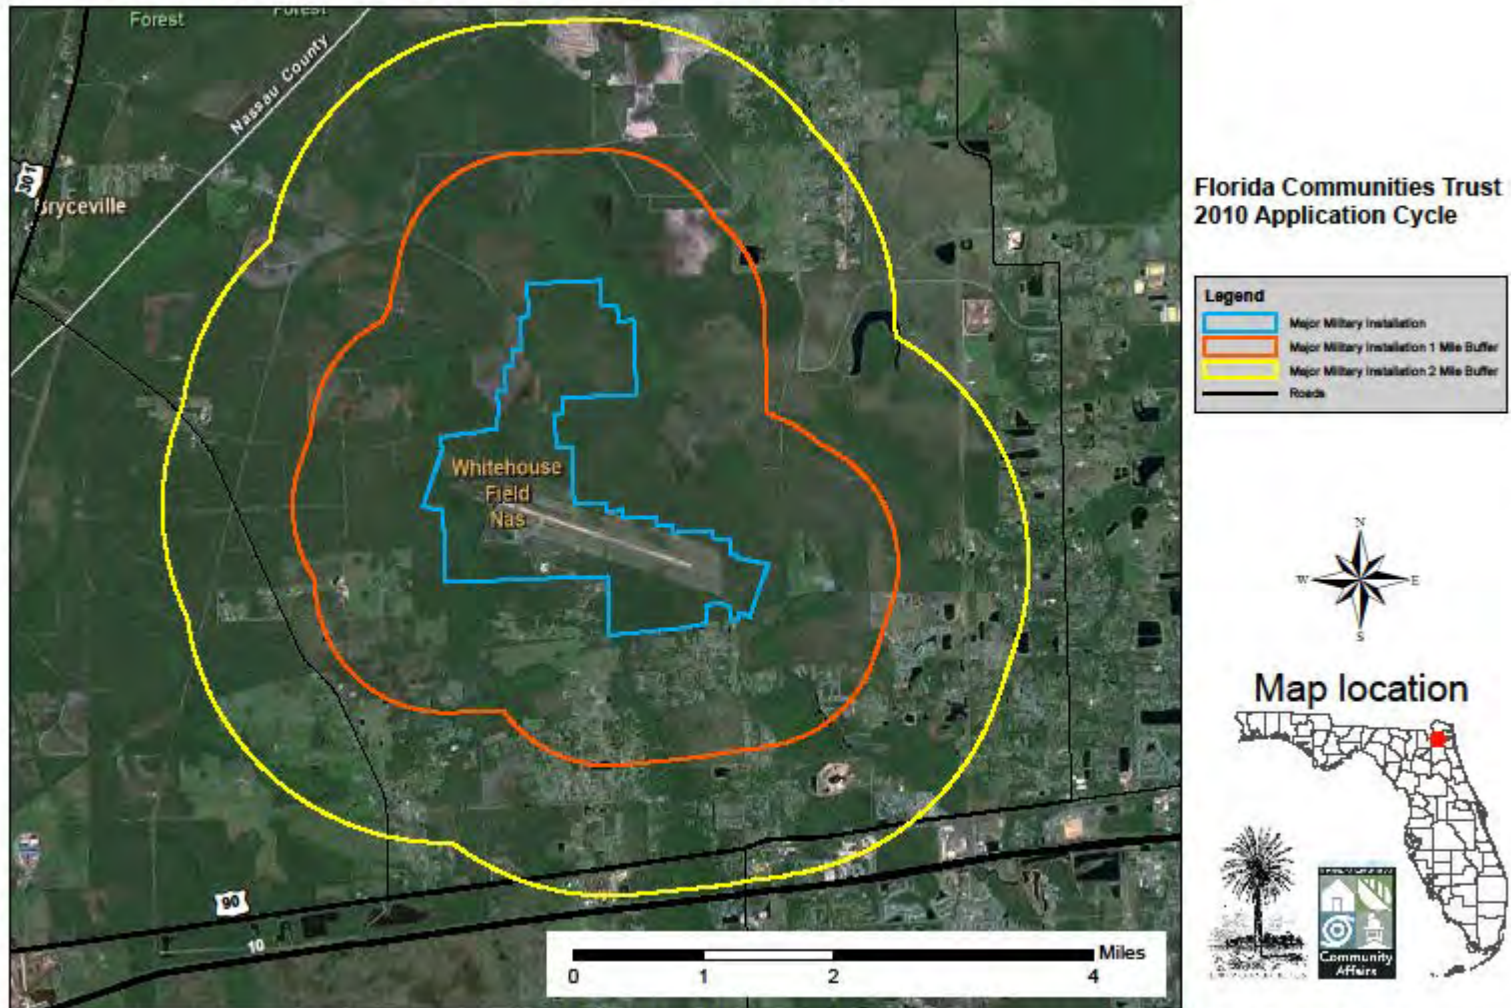 Forest
Forest
Nassau County
301
Bryceville
Whitehouse
Field
Nas
90
10
Miles
0 1 2 4
Florida Communities Trust
2010 Application Cycle
Legend
Major Military Installation
Major Military Installation 1 Mile Buffer
Major Military Installation 2 Mile Buffer
Roads
N
W E
S
Map location
Community
Affairs